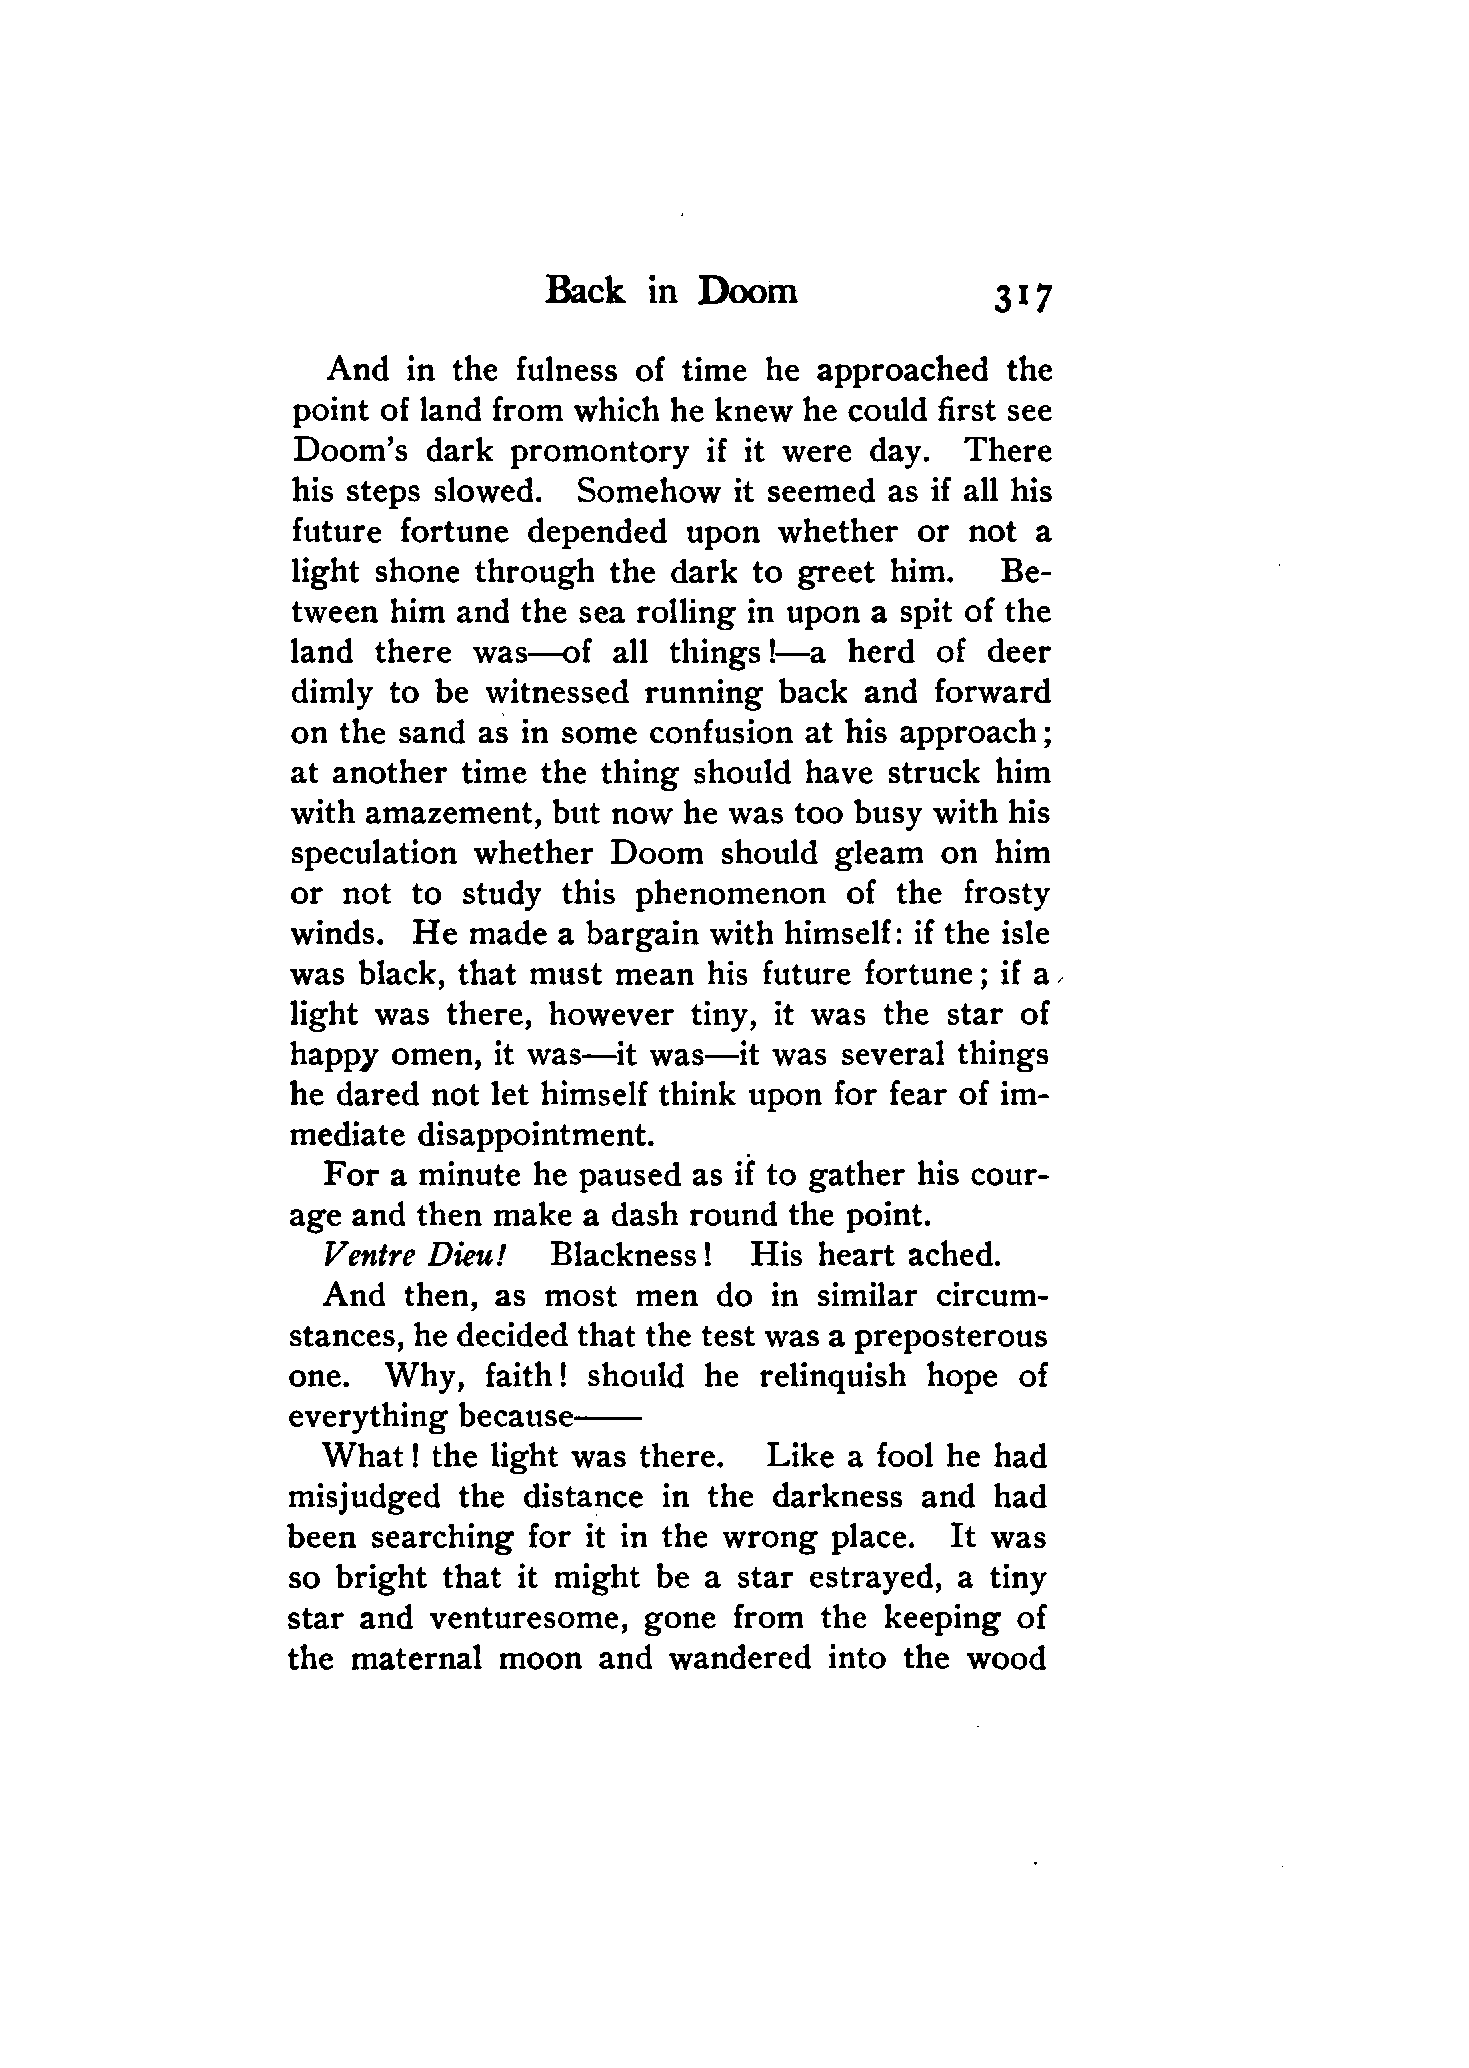 Back in Doom 317
And in the fulness of time he approached the
point of land from which he knew he could first see
Doom's dark promontory if it were day. There
his steps slowed. Somehow it seemed as if all his
future fortune depended upon whether or not a
light shone through the dark to greet him. Be-
tween him and the sea rolling in upon a spit of the
land there was—of all things!—a herd of deer
dimly to be witnessed running back and forward
on the sand as in some confusion at his approach;
at another time the thing should have struck him
with amazement, but now he was too busy with his
speculation whether Doom should gleam on him
or not to study this phenomenon of the frosty
winds. He made a bargain with himself: if the isle
was black, that must mean his future fortune; if a
light was there, however tiny, it was the star of
happy omen, it was—it was—it was several things
he dared not let himself think upon for fear of im-
mediate disappointment.
For a minute he paused as if to gather his cour-
age and then make a dash round the point.
Ventre Dieu! Blackness! His heart ached.
And then, as most men do in similar circum-
stances, he decided that the test was a preposterous
one. Why, faith! should he relinquish hope of
everything because——
What! the light was there. Like a fool he had
misjudged the distance in the darkness and had
been searching for it in the wrong place. It was
so bright that it might be a star estrayed, a tiny
star and venturesome, gone from the keeping of
the maternal moon and wandered into the wood